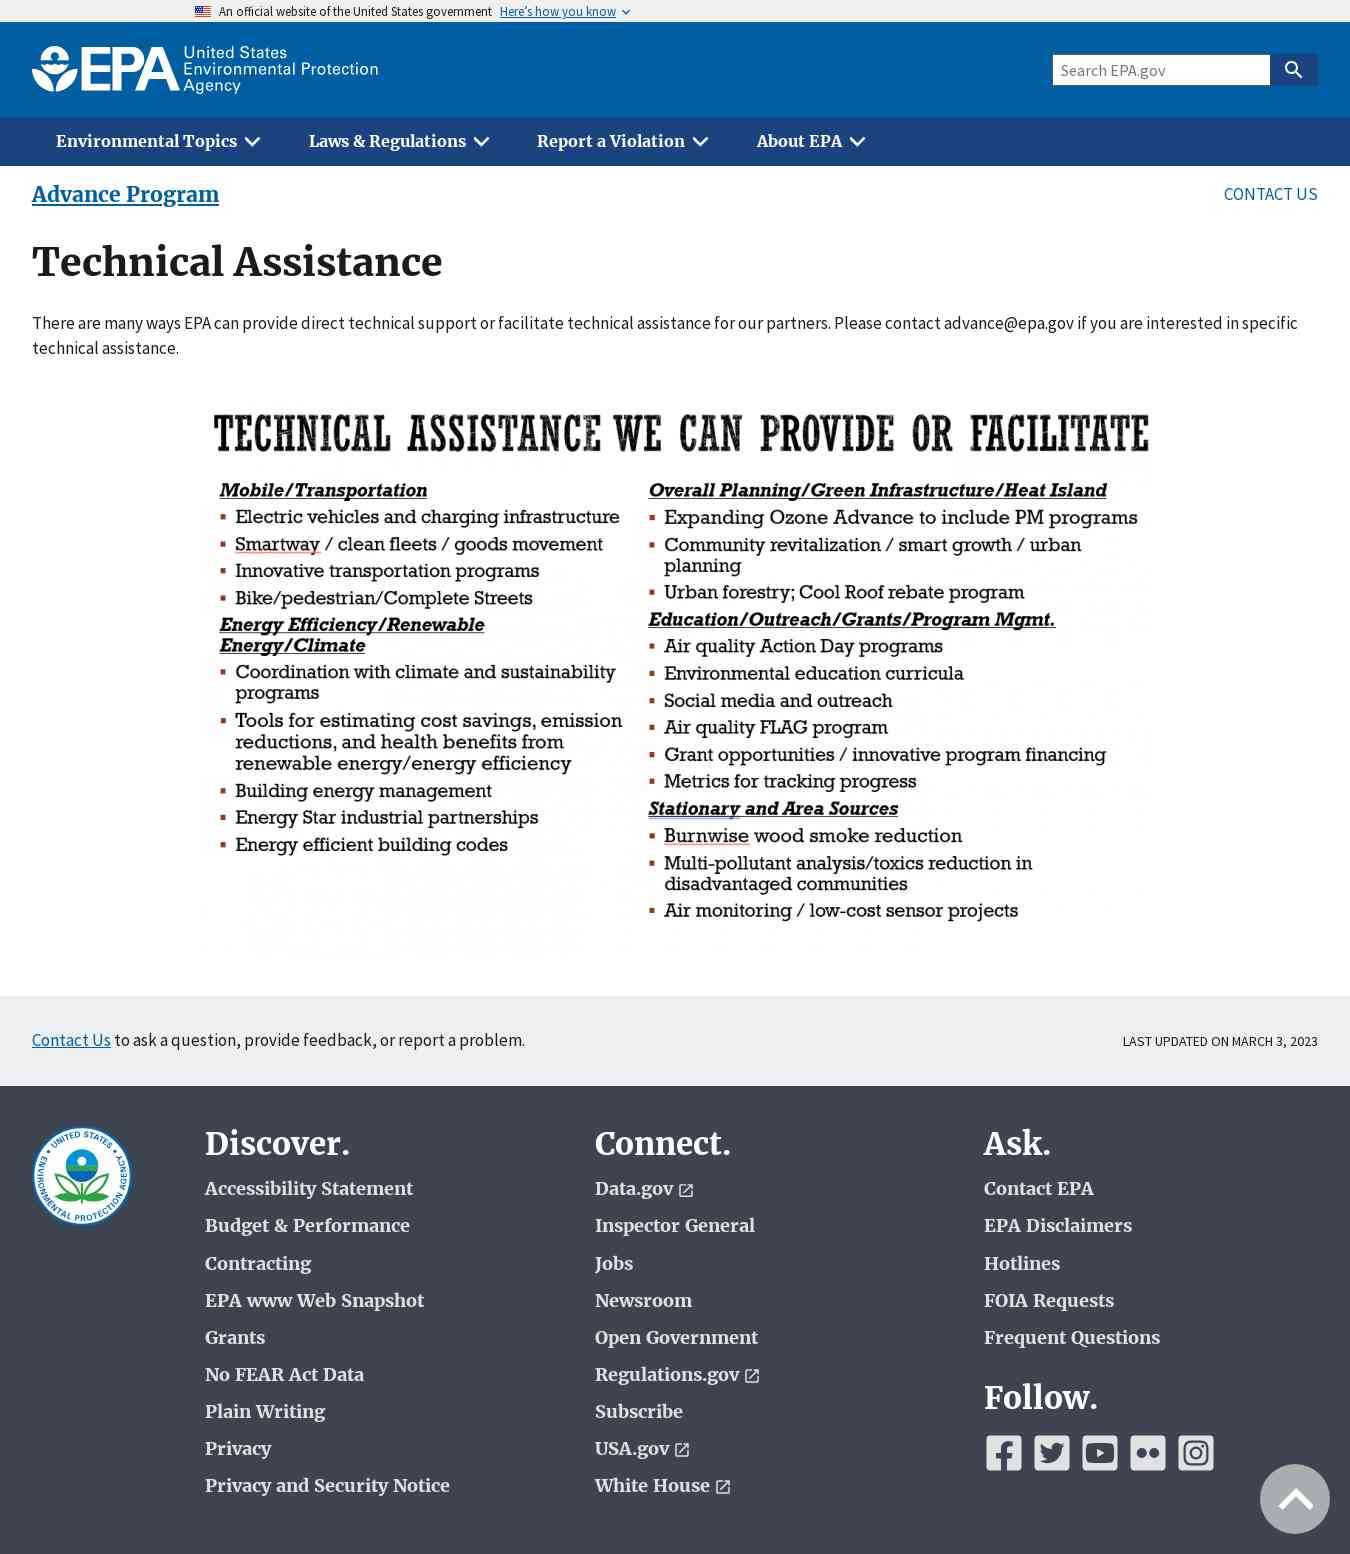 An official website of the United States government Here's how you know
EPA United States
Environmental Protection
Agency
Search EPA.gov
Environmental Topics
Laws & Regulations
Report a Violation
About EPA
Advance Program
CONTACT US
Technical Assistance
There are many ways EPA can provide direct technical support or facilitate technical assistance for our partners. Please contact advance@epa.gov if you are interested in specific
technical assistance.
TECHNICAL ASSISTANCE WE CAN PROVIDE OR FACILITATE
Mobile/Transportation
Electric vehicles and charging infrastructure
Smartway / clean fleets / goods movement
Innovative transportation programs
Bike/pedestrian/Complete Streets
Energy Efficiency/Renewable
Energy/Climate
Coordination with climate and sustainability
programs
Tools for estimating cost savings, emission
reductions, and health benefits from
renewable energy/energy efficiency
Building energy management
Energy Star industrial partnerships
Energy efficient building codes
Overall Planning/Green Infrastructure/Heat Island
Expanding Ozone Advance to include PM programs
Community revitalization / smart growth / urban
planning
Urban forestry; Cool Roof rebate program
Education/Outreach/Grants/Program Mgmt.
Air quality Action Day programs
Environmental education curricula
Social media and outreach
Air quality FLAG program
Grant opportunities / innovative program financing
Metrics for tracking progress
Stationary and Area Sources
Burnwise wood smoke reduction
Multi-pollutant analysis/toxics reduction in
disadvantaged communities
Air monitoring / low-cost sensor projects
Contact Us to ask a question, provide feedback, or report a problem.
LAST UPDATED ON MARCH 3, 2023
UNITED STATES
ENVIRONMENTAL PROTECTION AGENCY
Discover.
Accessibility Statement
Budget & Performance
Contracting
EPA www Web Snapshot
Grants
No FEAR Act Data
Plain Writing
Privacy
Privacy and Security Notice
Connect.
Data.gov
Inspector General
Jobs
Newsroom
Open Government
Regulations.gov
Subscribe
USA.gov
White House
Ask.
Contact EPA
EPA Disclaimers
Hotlines
FOIA Requests
Frequent Questions
Follow.